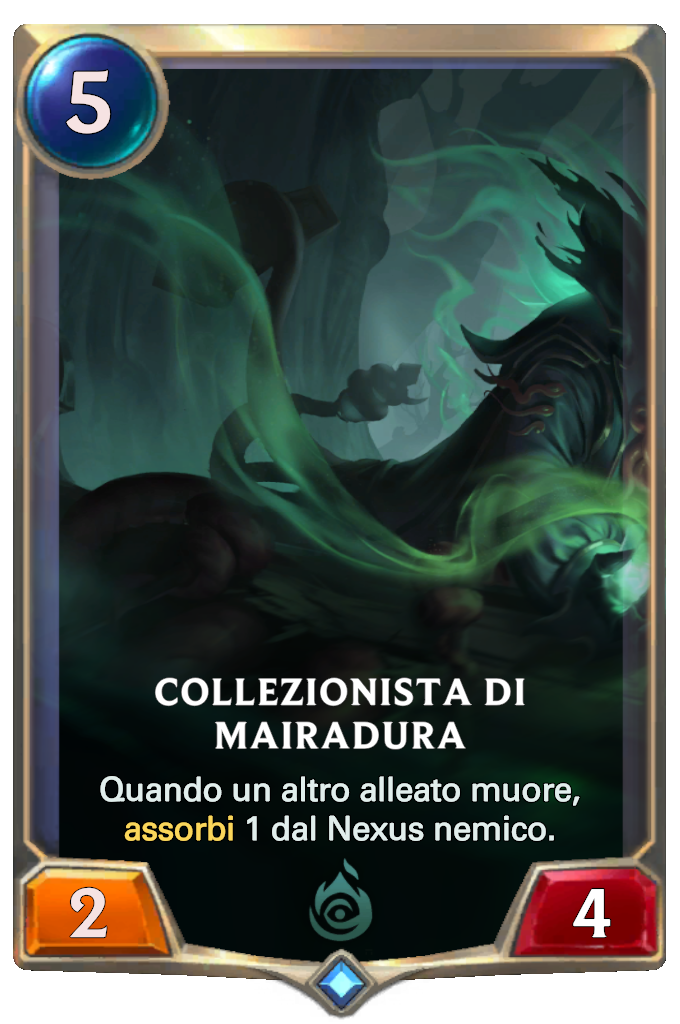 5
COLLEZIONISTA DI
MAIRADURA
Quando un altro alleato muore,
assorbi 1 dal Nexus nemico.
2
4